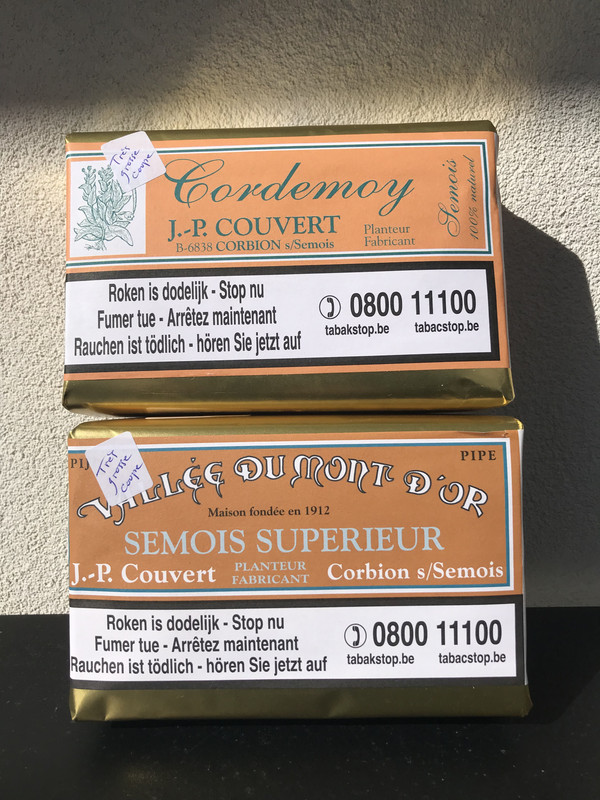 Très
grosse
Coupe
Cordemoy
Semois
100% naturel
J.-P. COUVERT
B-6838 CORBION s/Semois
Planteur
Fabricant
Roken is dodelijk - Stop nu
Fumer tue - Arrêtez maintenant
Rauchen ist tödlich - hören Sie jetzt auf
0800 11100
tabakstop.be tabacstop.be
PIPE
Très
grosse
Coupe
VALLÉE DU MONT D'OR
Maison fondée en 1912
SEMOIS SUPERIEUR
J.-P. Couvert
PLANTEUR
FABRICANT
Corbion s/Semois
Roken is dodelijk - Stop nu
Fumer tue - Arrêtez maintenant
Rauchen ist tödlich - hören Sie jetzt auf
0800 11100
tabakstop.be tabacstop.be